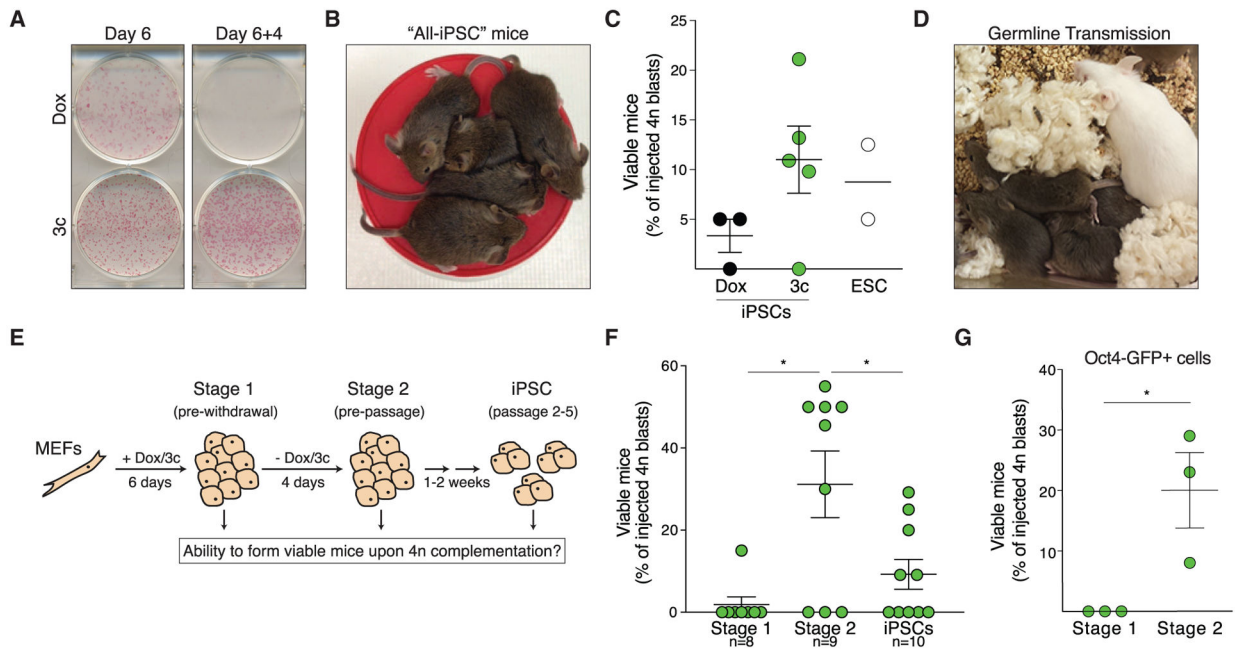 A
Day 6
Day 6+4
Dox
3c
B
“All-iPSC” mice
C
Viable mice
(% of injected 4n blasts)
25
20
15
10
5
Dox
3c
ESC
iPSCs
D
Germline Transmission
E
MEFs
+ Dox/3c
6 days
Stage 1
(pre-withdrawal)
- Dox/3c
4 days
Stage 2
(pre-passage)
1-2 weeks
iPSC
(passage 2-5)
Ability to form viable mice upon 4n complementation?
F
Viable mice
(% of injected 4n blasts)
60
40
20
0
*
*
Stage 1
n=8
Stage 2
n=9
iPSCs
n=10
G
Oct4-GFP+ cells
Viable mice
(% of injected 4n blasts)
40
30
20
10
*
Stage 1
Stage 2